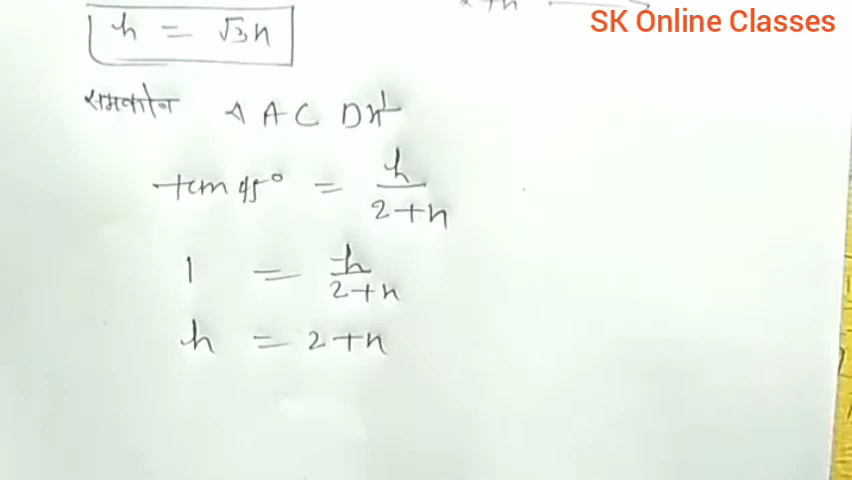 SK Online Classes
h = √3x
समकोण △ ACD में
tan 45° = h/2+x
1 = h/2+x
h = 2+x